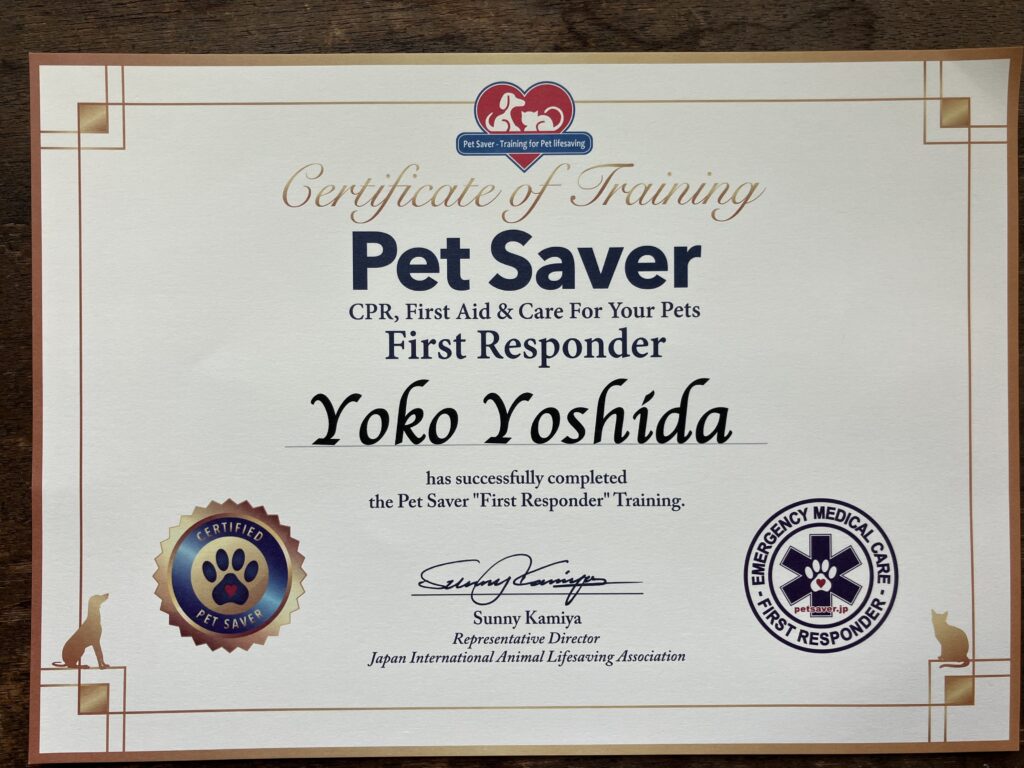 Pet Saver - Training for Pet lifesaving
Certificate of Training
Pet Saver
CPR, First Aid & Care For Your Pets
First Responder
Yoko Yoshida
has successfully completed
the Pet Saver "First Responder" Training.
CERTIFIED
PET SAVER
Sunny Kamiya
Sunny Kamiya
Representative Director
Japan International Animal Lifesaving Association
EMERGENCY MEDICAL CARE
petsaver.jp
- FIRST RESPONDER -